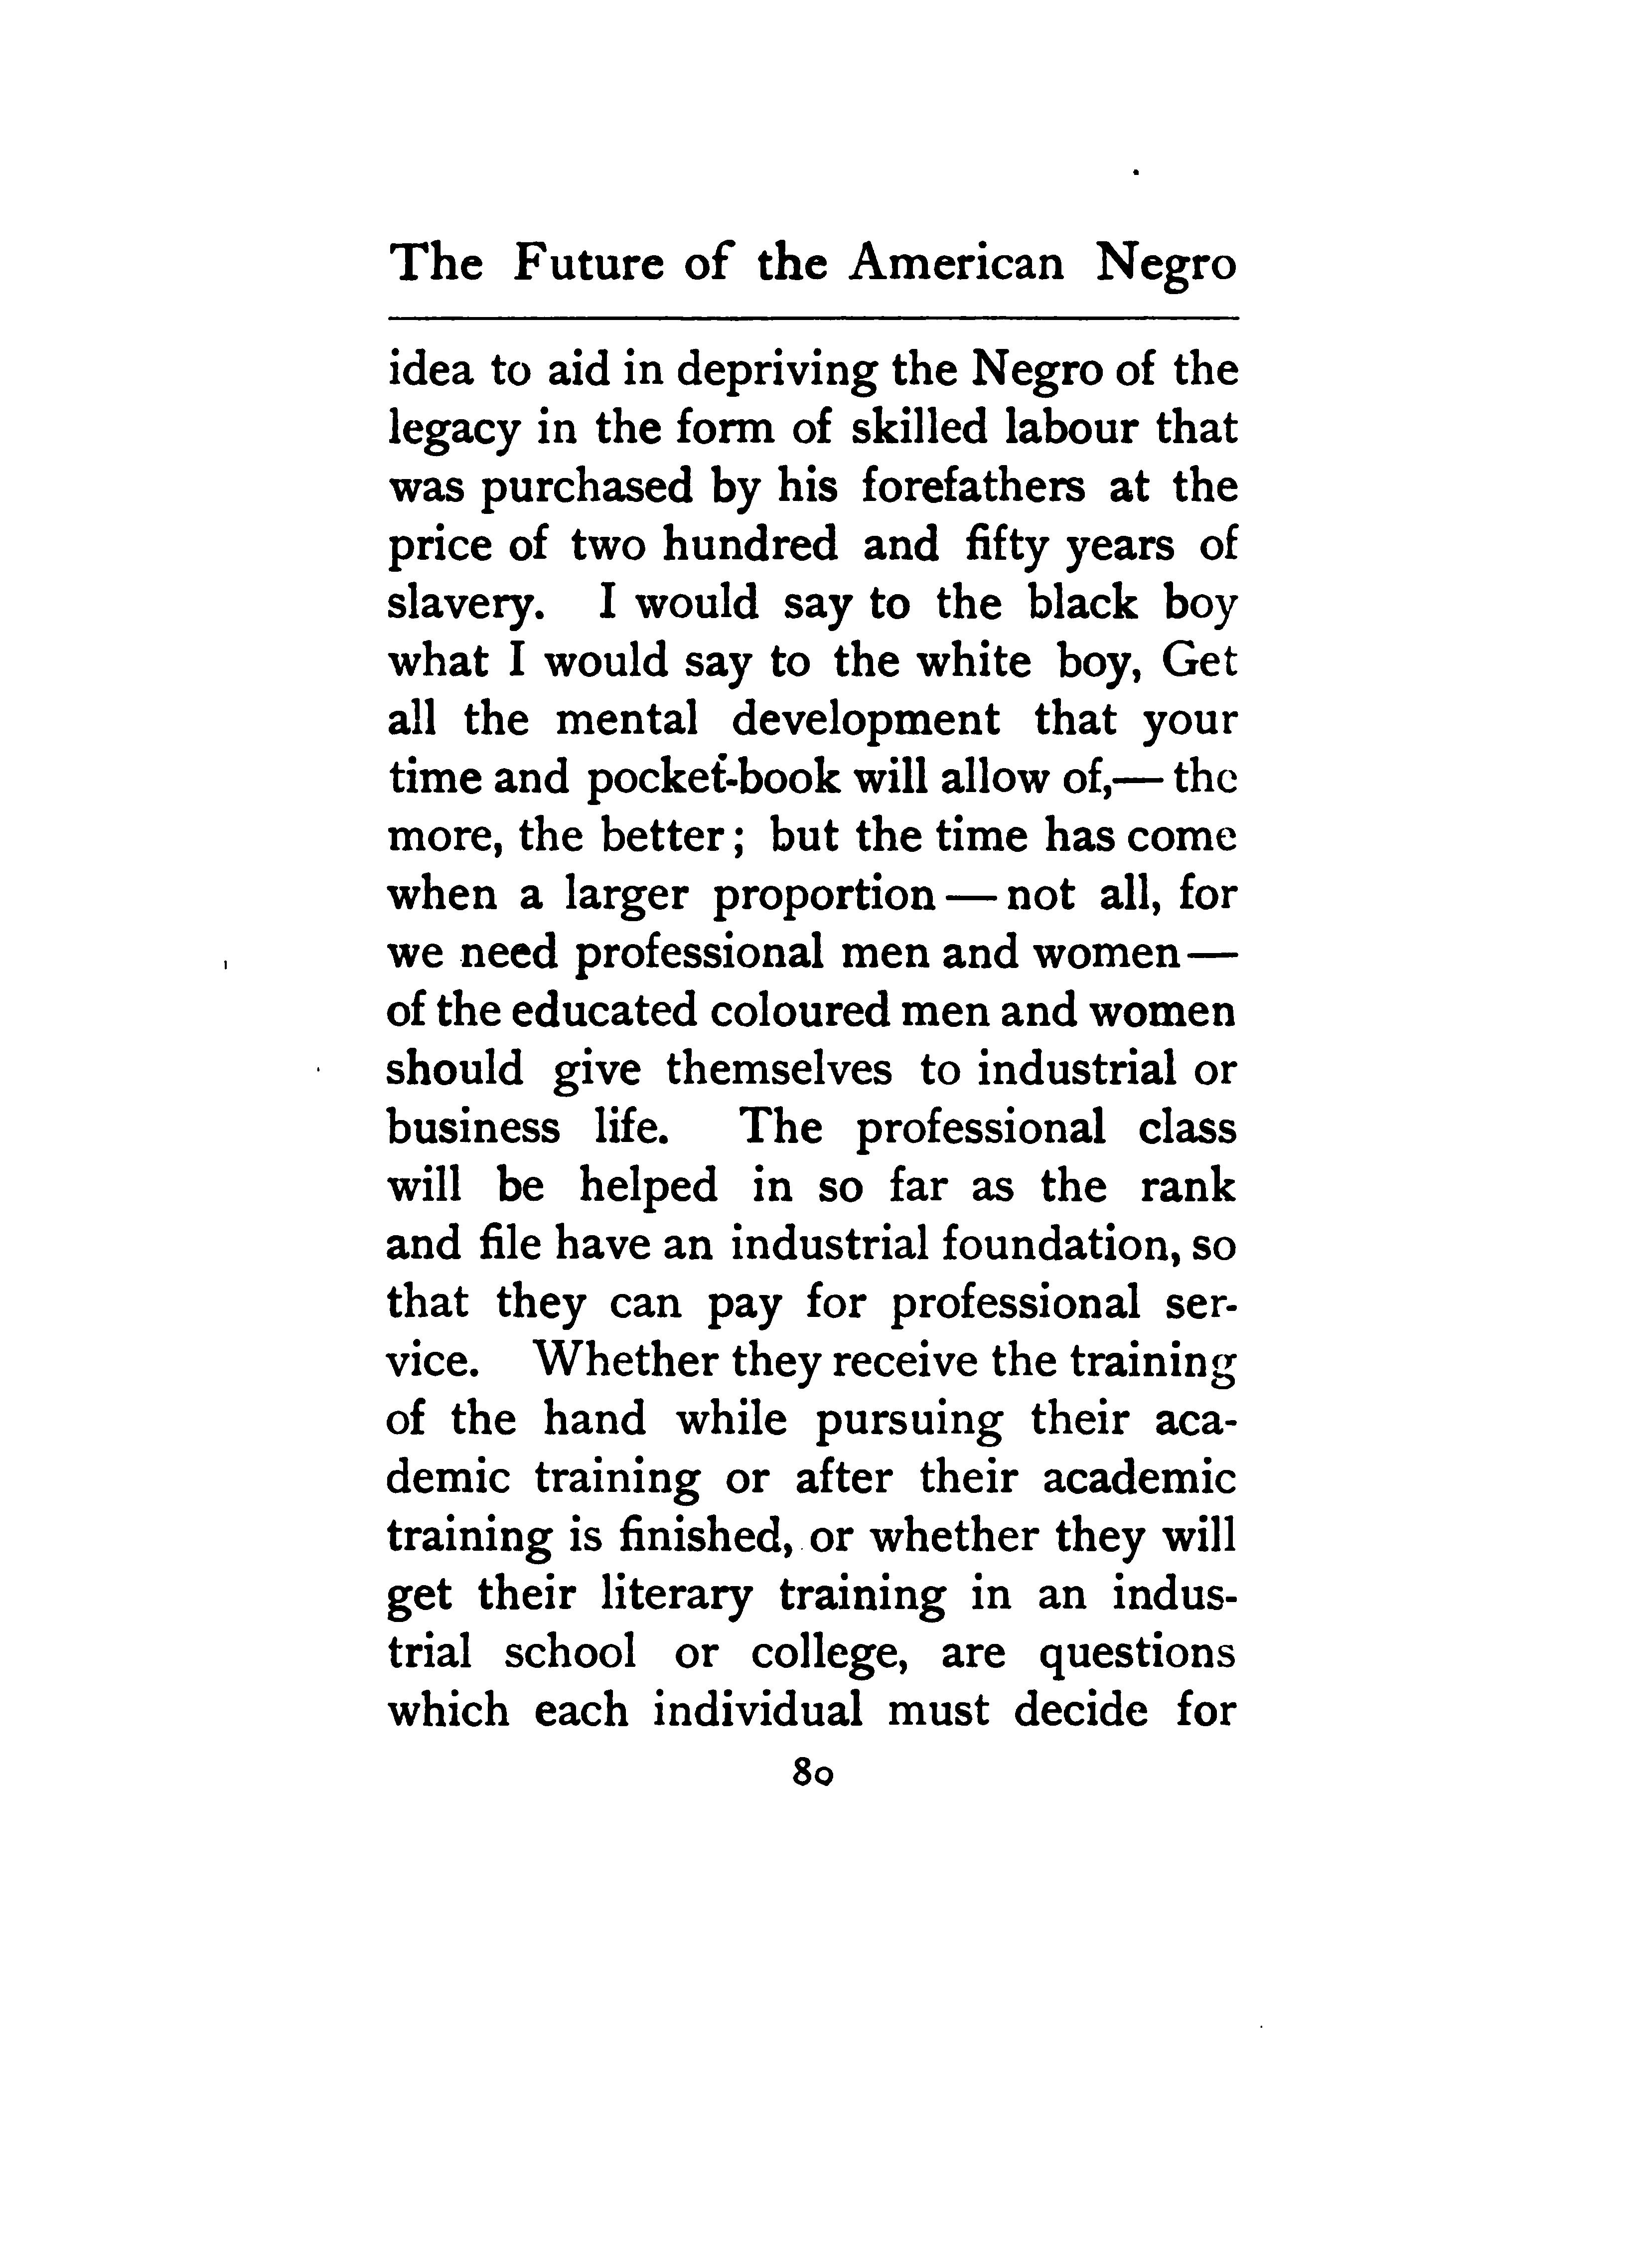 The Future of the American Negro
idea to aid in depriving the Negro of the
legacy in the form of skilled labour that
was purchased by his forefathers at the
price of two hundred and fifty years of
slavery. I would say to the black boy
what I would say to the white boy, Get
all the mental development that your
time and pocket-book will allow of,— the
more, the better; but the time has come
when a larger proportion — not all, for
we need professional men and women —
of the educated coloured men and women
should give themselves to industrial or
business life. The professional class
will be helped in so far as the rank
and file have an industrial foundation, so
that they can pay for professional ser-
vice. Whether they receive the training
of the hand while pursuing their aca-
demic training or after their academic
training is finished, or whether they will
get their literary training in an indus-
trial school or college, are questions
which each individual must decide for
80